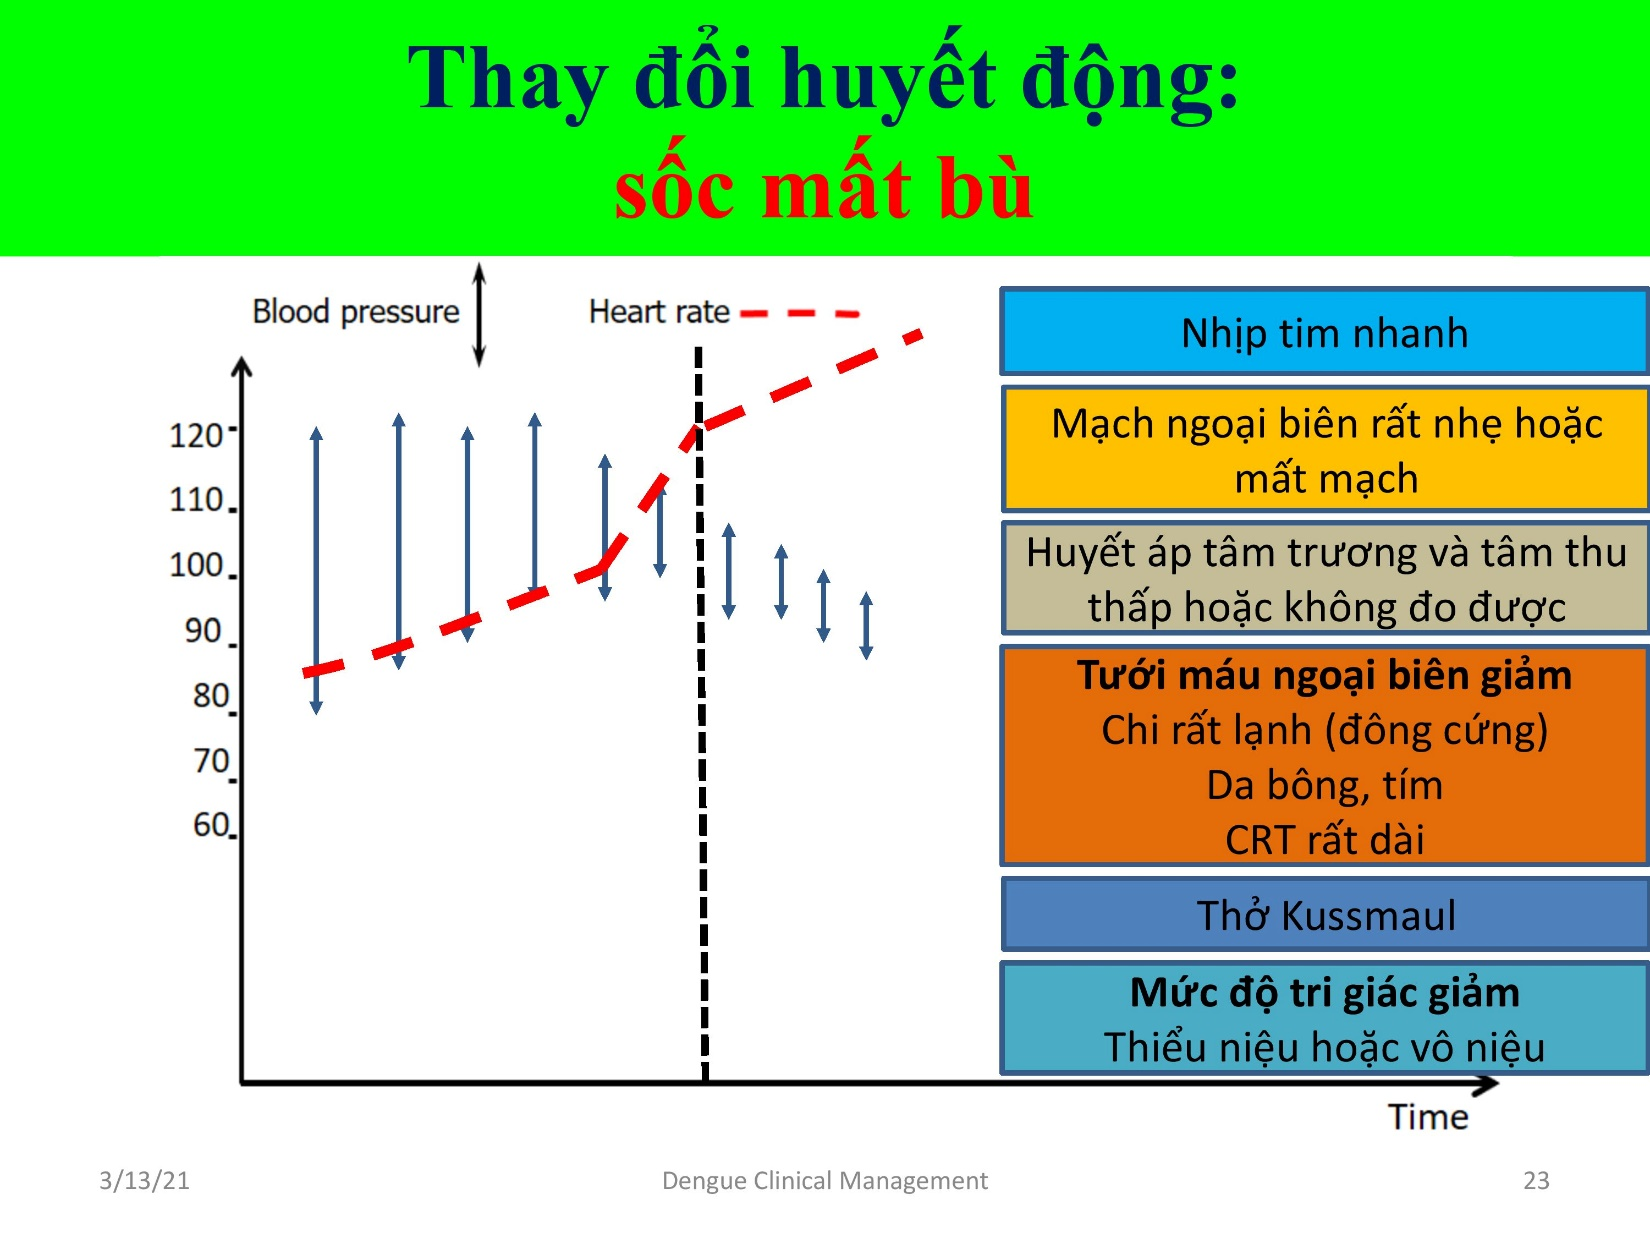 Thay đổi huyết động:
sốc mất bù
Blood pressure
Heart rate
120
110
100
90
80
70
60
Time
Nhịp tim nhanh
Mạch ngoại biên rất nhẹ hoặc
mất mạch
Huyết áp tâm trương và tâm thu
thấp hoặc không đo được
Tưới máu ngoại biên giảm
Chi rất lạnh (đông cứng)
Da bông, tím
CRT rất dài
Thở Kussmaul
Mức độ tri giác giảm
Thiểu niệu hoặc vô niệu
3/13/21
Dengue Clinical Management
23